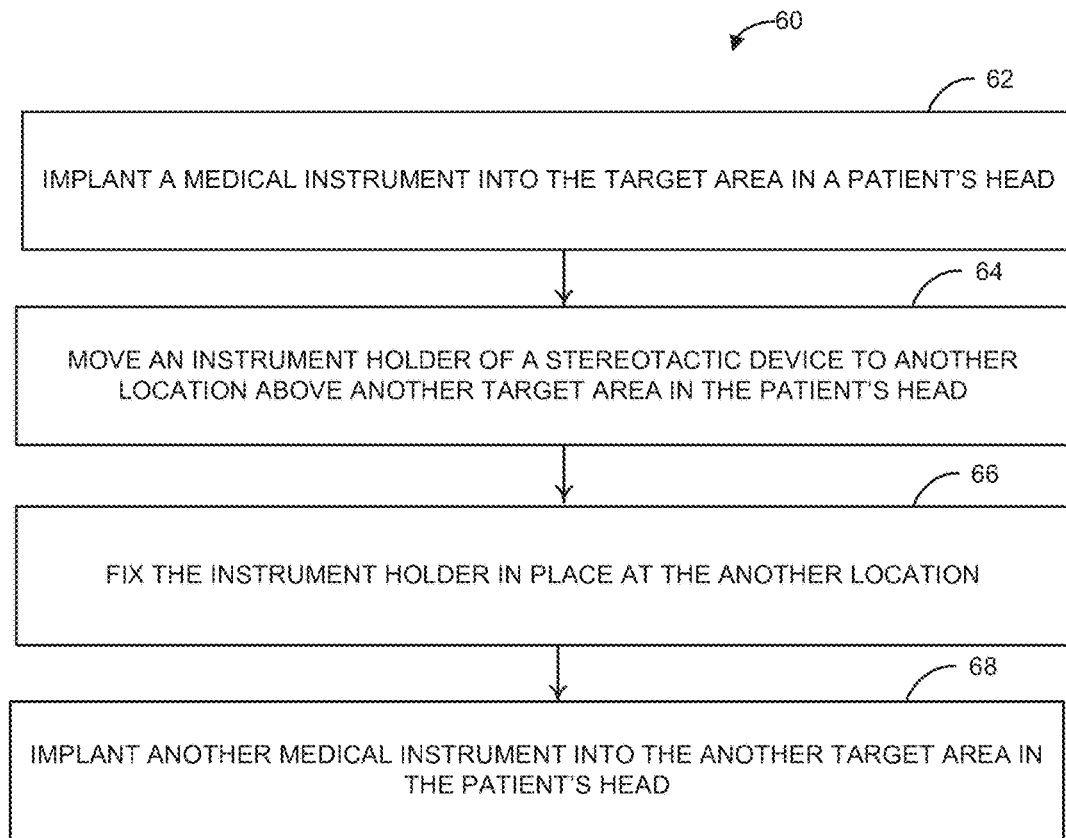 60
62
IMPLANT A MEDICAL INSTRUMENT INTO THE TARGET AREA IN A PATIENT'S HEAD
64
MOVE AN INSTRUMENT HOLDER OF A STEREOTACTIC DEVICE TO ANOTHER
LOCATION ABOVE ANOTHER TARGET AREA IN THE PATIENT'S HEAD
66
FIX THE INSTRUMENT HOLDER IN PLACE AT THE ANOTHER LOCATION
68
IMPLANT ANOTHER MEDICAL INSTRUMENT INTO THE ANOTHER TARGET AREA IN
THE PATIENT'S HEAD